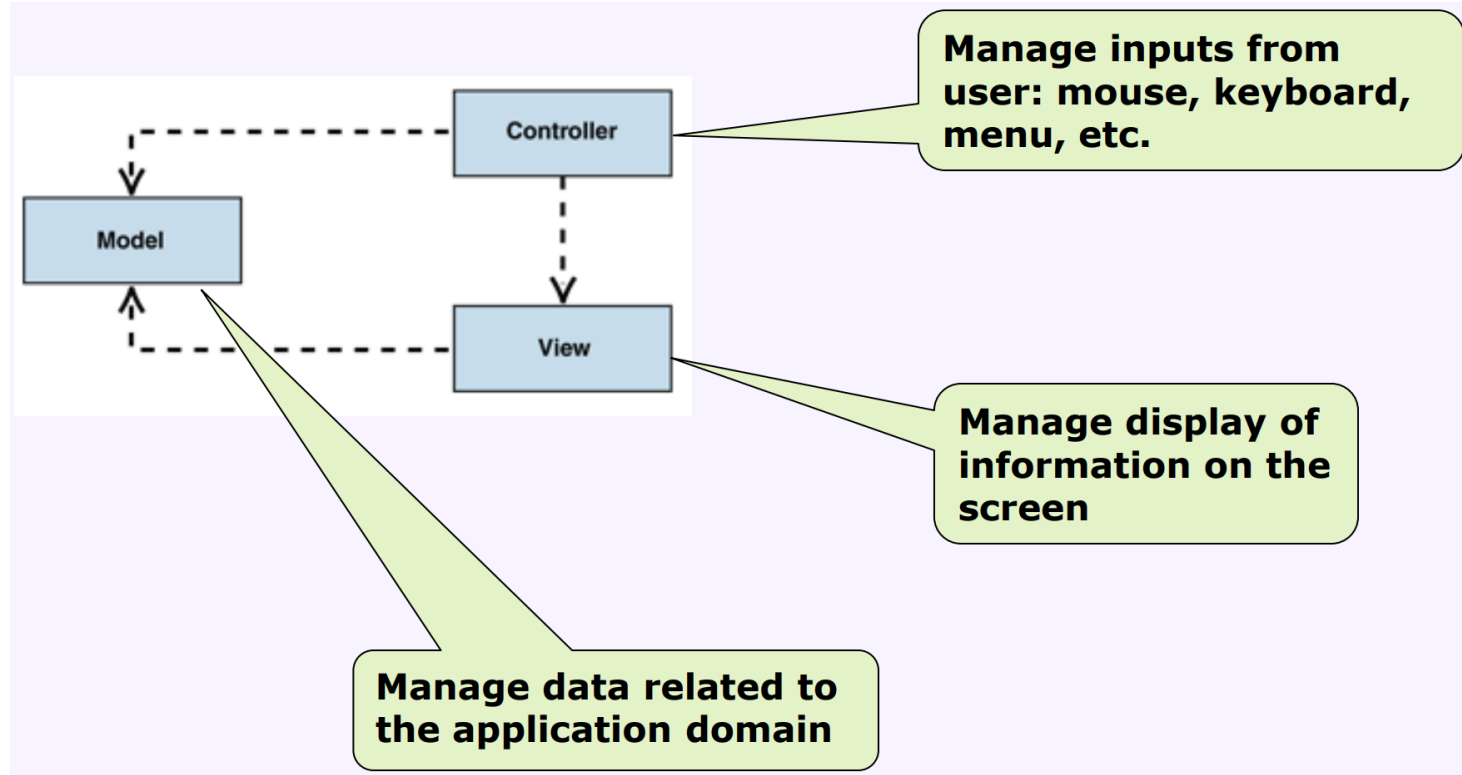 Manage inputs from
user: mouse, keyboard,
menu, etc.
Controller
Model
View
Manage display of
information on the
screen
Manage data related to
the application domain